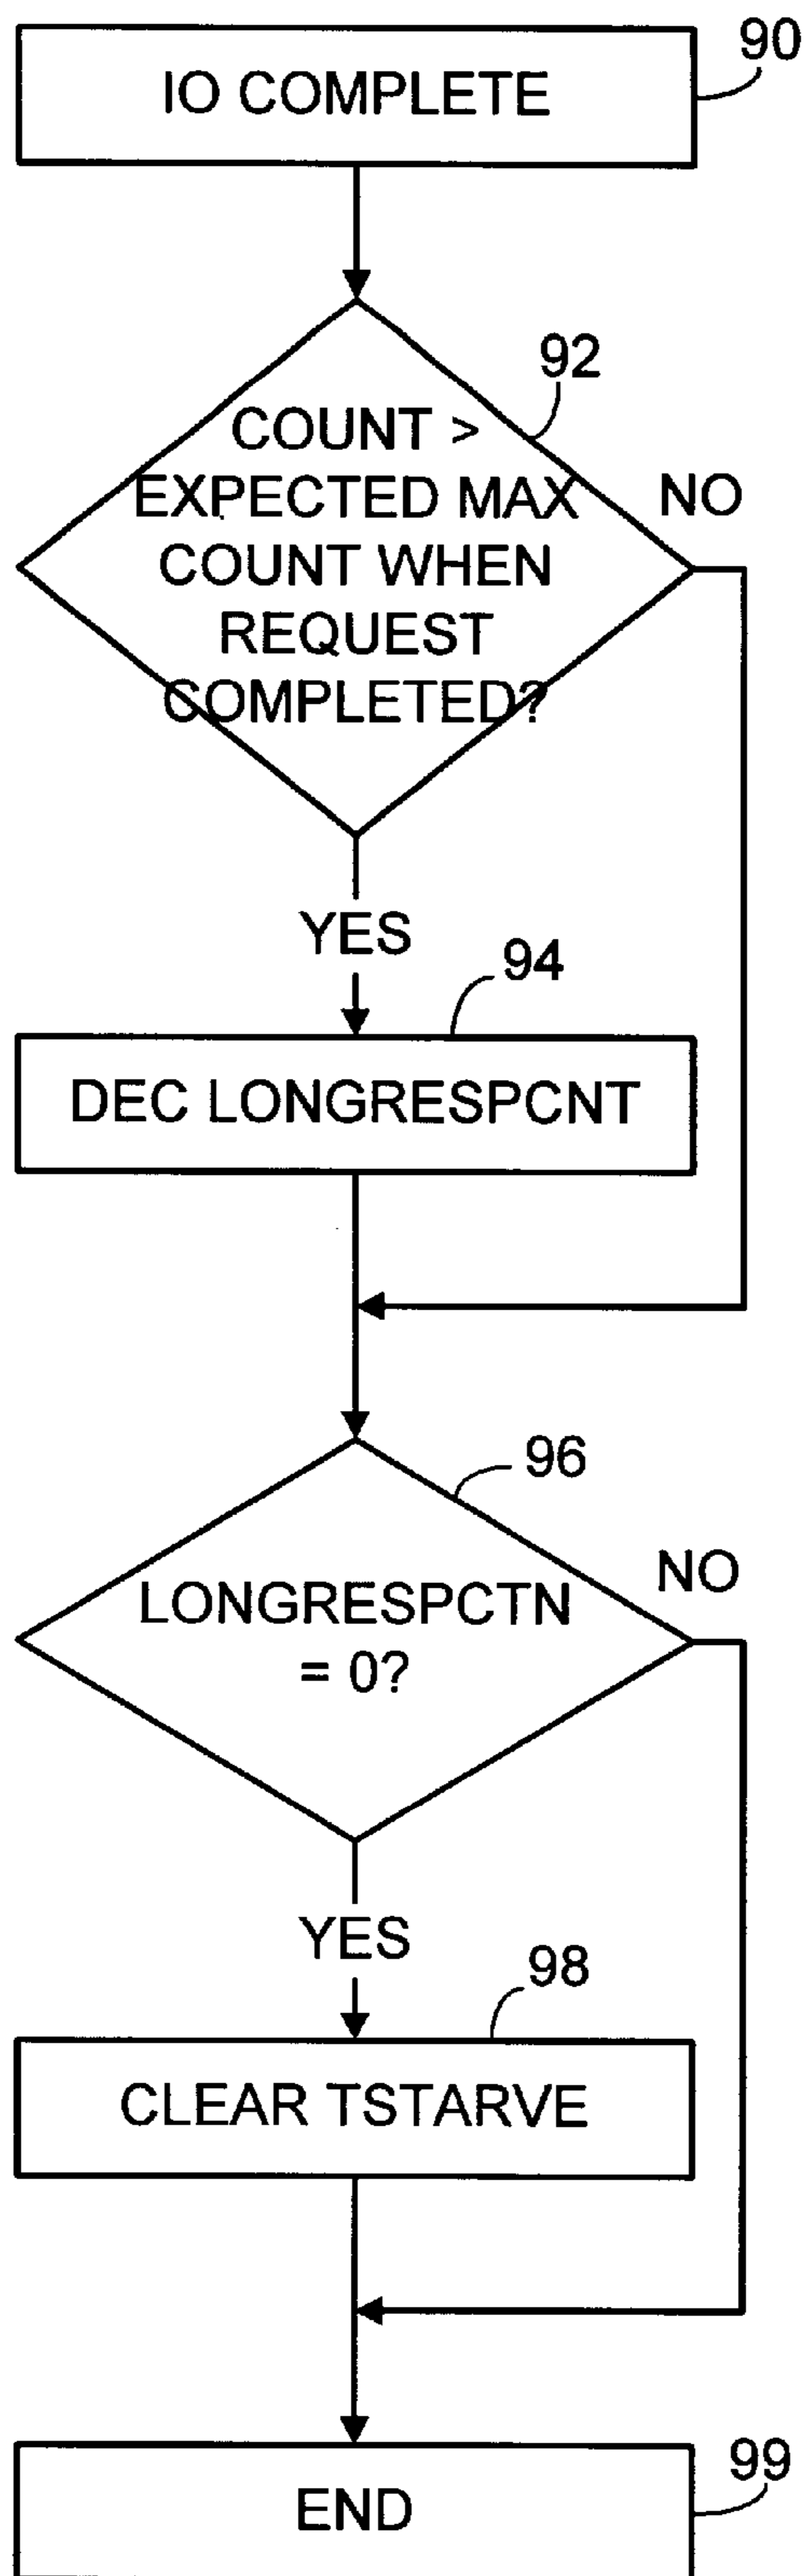 90
IO COMPLETE
92
COUNT >
EXPECTED MAX
NO
COUNT WHEN
REQUEST
COMPLETED?
YES
94
DEC LONGRESPCNT
96
NO
LONGRESPCTN
= 0?
YES
98
CLEAR TSTARVE
99
END